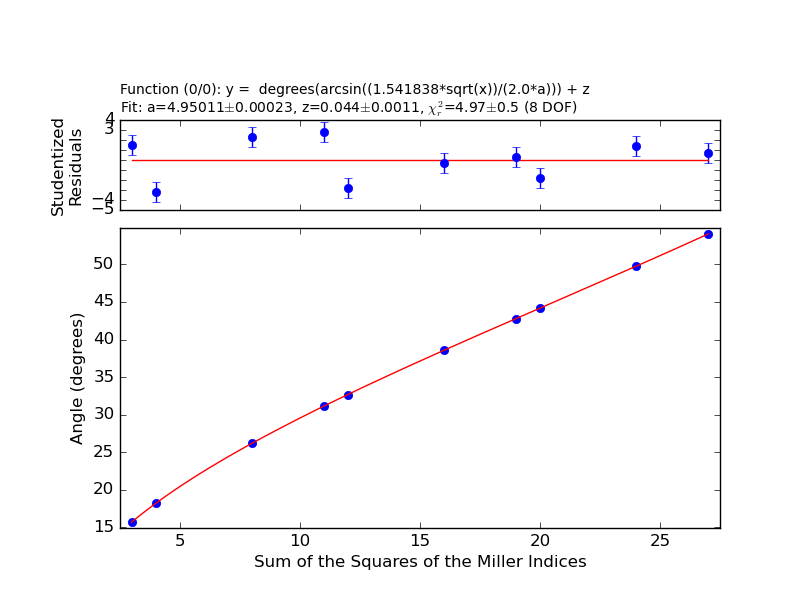 Function (0/0): y =  degrees(arcsin((1.541838*sqrt(x))/(2.0*a))) + z
Fit: a=4.95011±0.00023, z=0.044±0.0011, χ²ᵣ=4.97±0.5 (8 DOF)
Studentized
Residuals
4
3
−4
−5
Angle (degrees)
50
45
40
35
30
25
20
15
5
10
15
20
25
Sum of the Squares of the Miller Indices